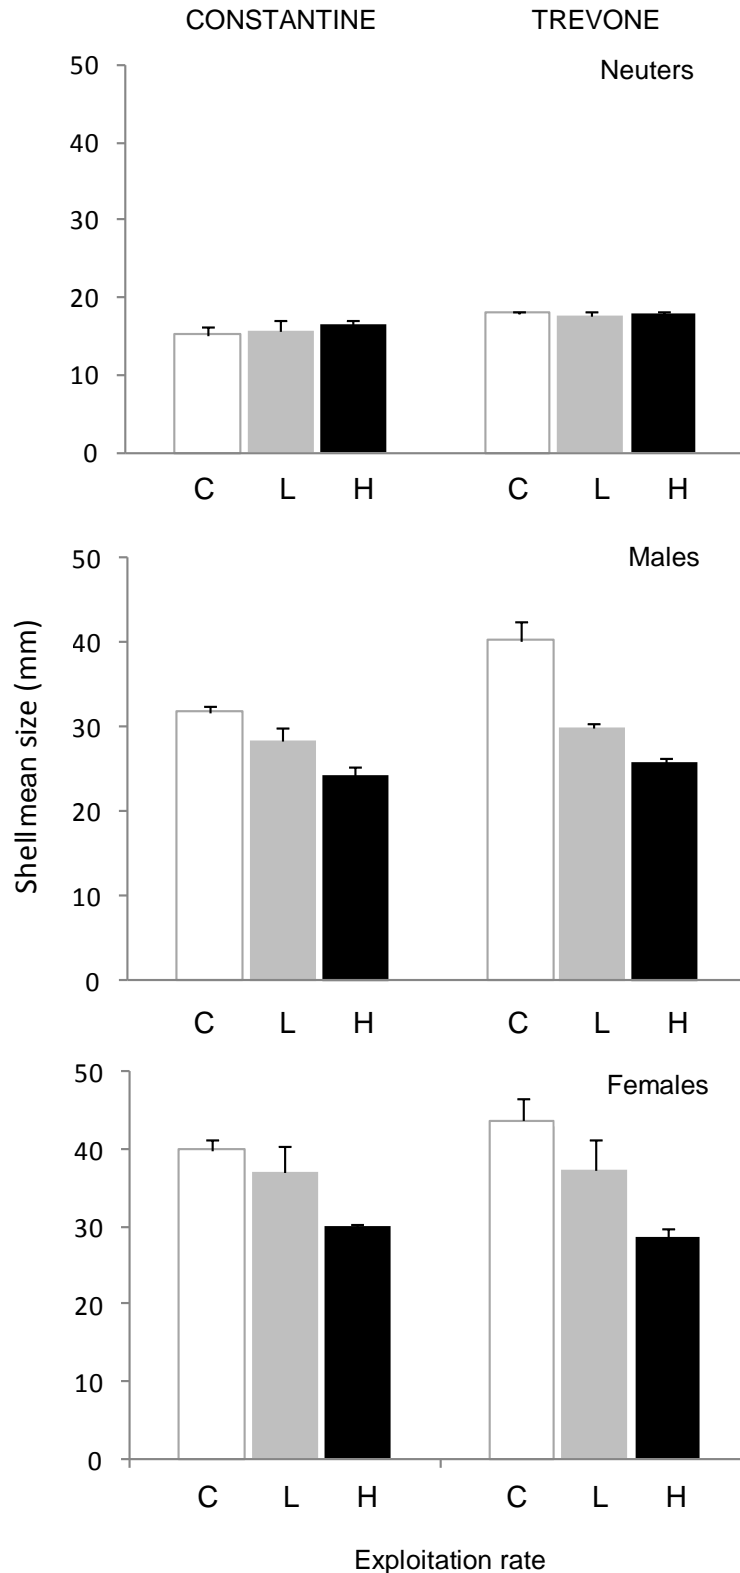 CONSTANTINE TREVONE
Neuters
50
40
30
20
10
0
C L H C L H
Males
50
40
30
20
10
0
C L H C L H
Shell mean size (mm)
Females
50
40
30
20
10
0
C L H C L H
Exploitation rate